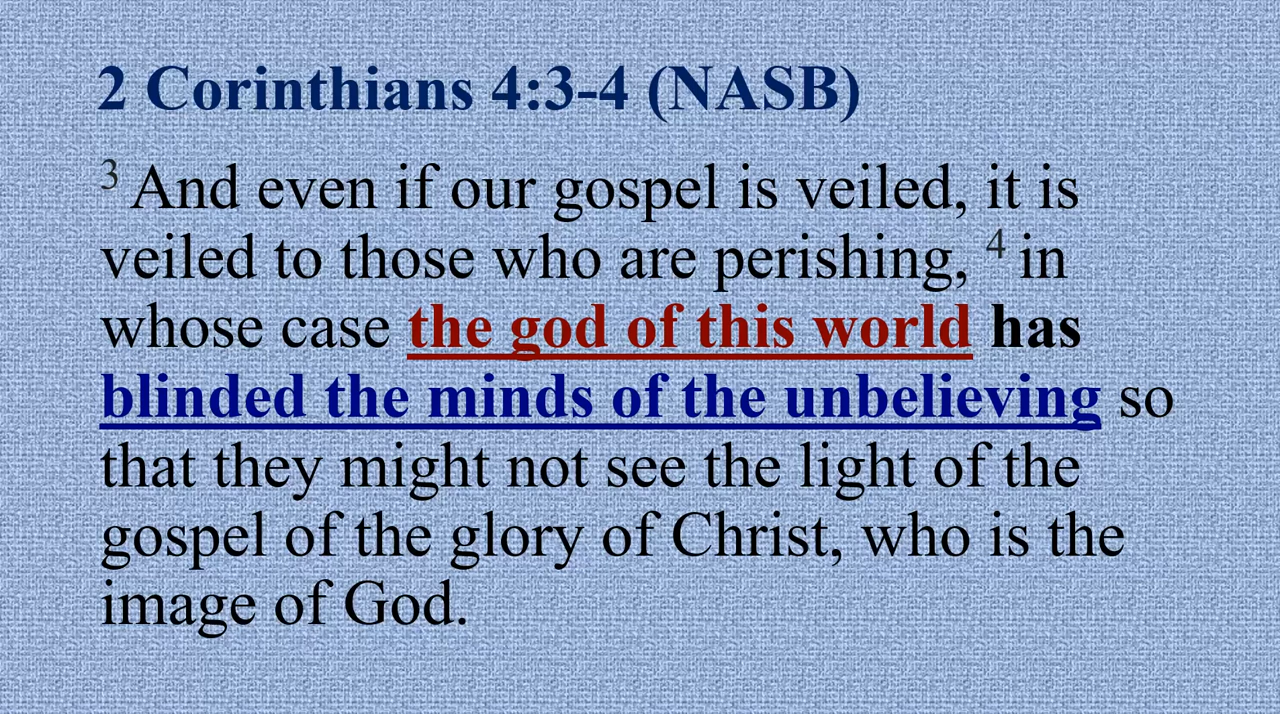 2 Corinthians 4:3-4 (NASB)
3 And even if our gospel is veiled, it is
veiled to those who are perishing, 4 in
whose case the god of this world has
blinded the minds of the unbelieving so
that they might not see the light of the
gospel of the glory of Christ, who is the
image of God.